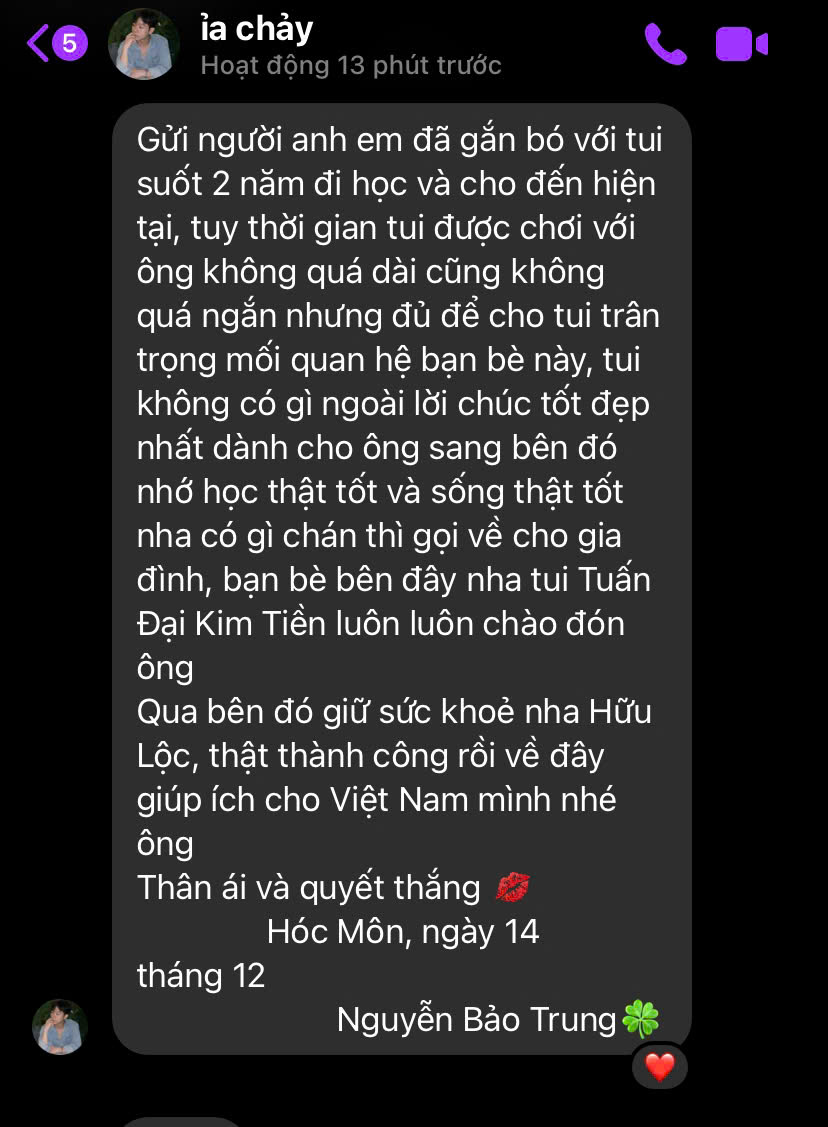 5
ỉa chảy
Hoạt động 13 phút trước
Gửi người anh em đã gắn bó với tui
suốt 2 năm đi học và cho đến hiện
tại, tuy thời gian tui được chơi với
ông không quá dài cũng không
quá ngắn nhưng đủ để cho tui trân
trọng mối quan hệ bạn bè này, tui
không có gì ngoài lời chúc tốt đẹp
nhất dành cho ông sang bên đó
nhớ học thật tốt và sống thật tốt
nha có gì chán thì gọi về cho gia
đình, bạn bè bên đây nha tui Tuấn
Đại Kim Tiền luôn luôn chào đón
ông
Qua bên đó giữ sức khoẻ nha Hữu
Lộc, thật thành công rồi về đây
giúp ích cho Việt Nam mình nhé
ông
Thân ái và quyết thắng 💋
Hóc Môn, ngày 14
tháng 12
Nguyễn Bảo Trung🍀
❤️